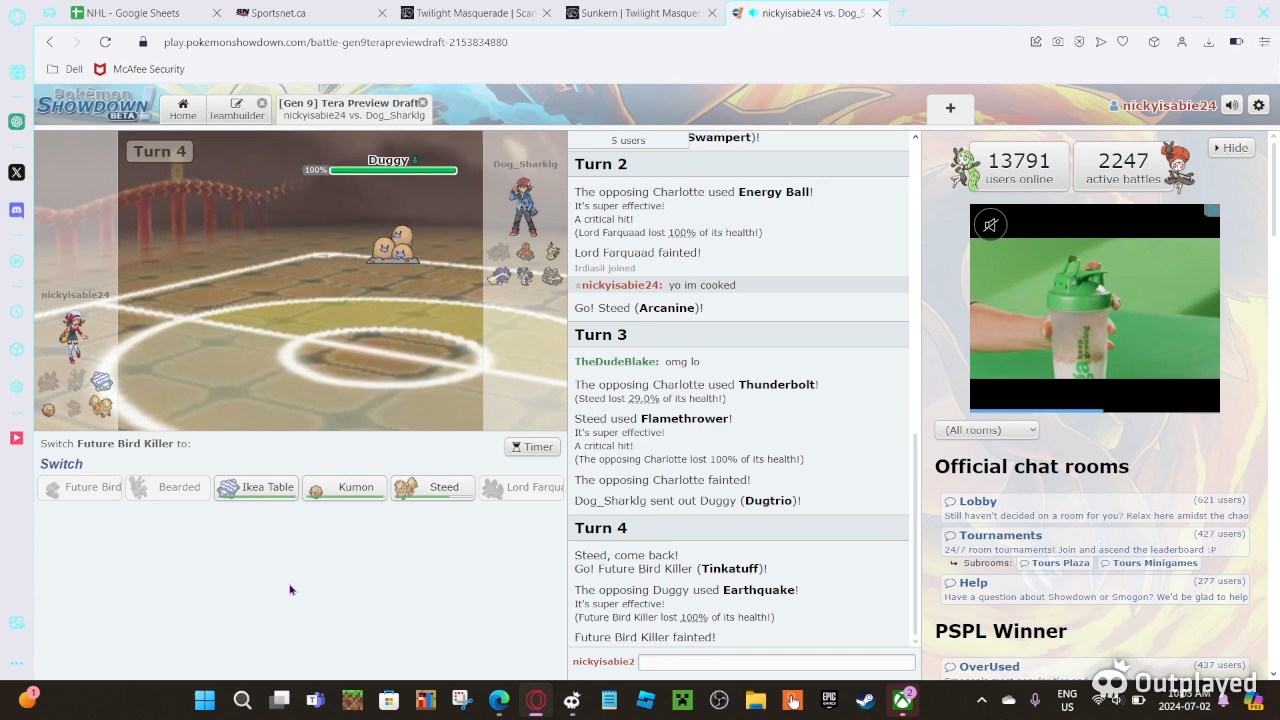 NHL - Google Sheets
Sportsnet.ca
Twilight Masquerade | Scarl
Sunkern | Twilight Masquer
nickyisabie24 vs. Dog_S
play.pokemonshowdown.com/battle-gen9terapreviewdraft-2153834880
Dell
McAfee Security
Pokémon
SHOWDOWN!
BETA
Home
Teambuilder
[Gen 9] Tera Preview Draft
nickyisabie24 vs. Dog_Sharklg
nickyisabie24
Turn 4
Duggy
100%
Dog_Sharklg
nickyisabie24
Switch Future Bird Killer to:
Timer
Switch
Future Bird
Bearded
Ikea Table
Kumon
Steed
Lord Farqua
5 users
Swampert)!
Turn 2
The opposing Charlotte used Energy Ball!
It's super effective!
A critical hit!
(Lord Farquaad lost 100% of its health!)
Lord Farquaad fainted!
Irdiasil joined
☆nickyisabie24: yo im cooked
Go! Steed (Arcanine)!
Turn 3
TheDudeBlake: omg lo
The opposing Charlotte used Thunderbolt!
(Steed lost 29.0% of its health!)
Steed used Flamethrower!
It's super effective!
A critical hit!
(The opposing Charlotte lost 100% of its health!)
The opposing Charlotte fainted!
Dog_Sharklg sent out Duggy (Dugtrio)!
Turn 4
Steed, come back!
Go! Future Bird Killer (Tinkatuff)!
The opposing Duggy used Earthquake!
It's super effective!
(Future Bird Killer lost 100% of its health!)
Future Bird Killer fainted!
nickyisabie2
13791
users online
2247
active battles
Hide
(All rooms)
Official chat rooms
Lobby
(621 users)
Still haven't decided on a room for you? Relax here amidst the chao
Tournaments
(427 users)
24/7 room tournaments! Join and ascend the leaderboard :P
Subrooms: Tours Plaza Tours Minigames
Help
(277 users)
Have a question about Showdown or Smogon? We'd be glad to help
PSPL Winner
OverUsed
(437 users)
Outplayed
1
2
ENG
US
2024-07-02